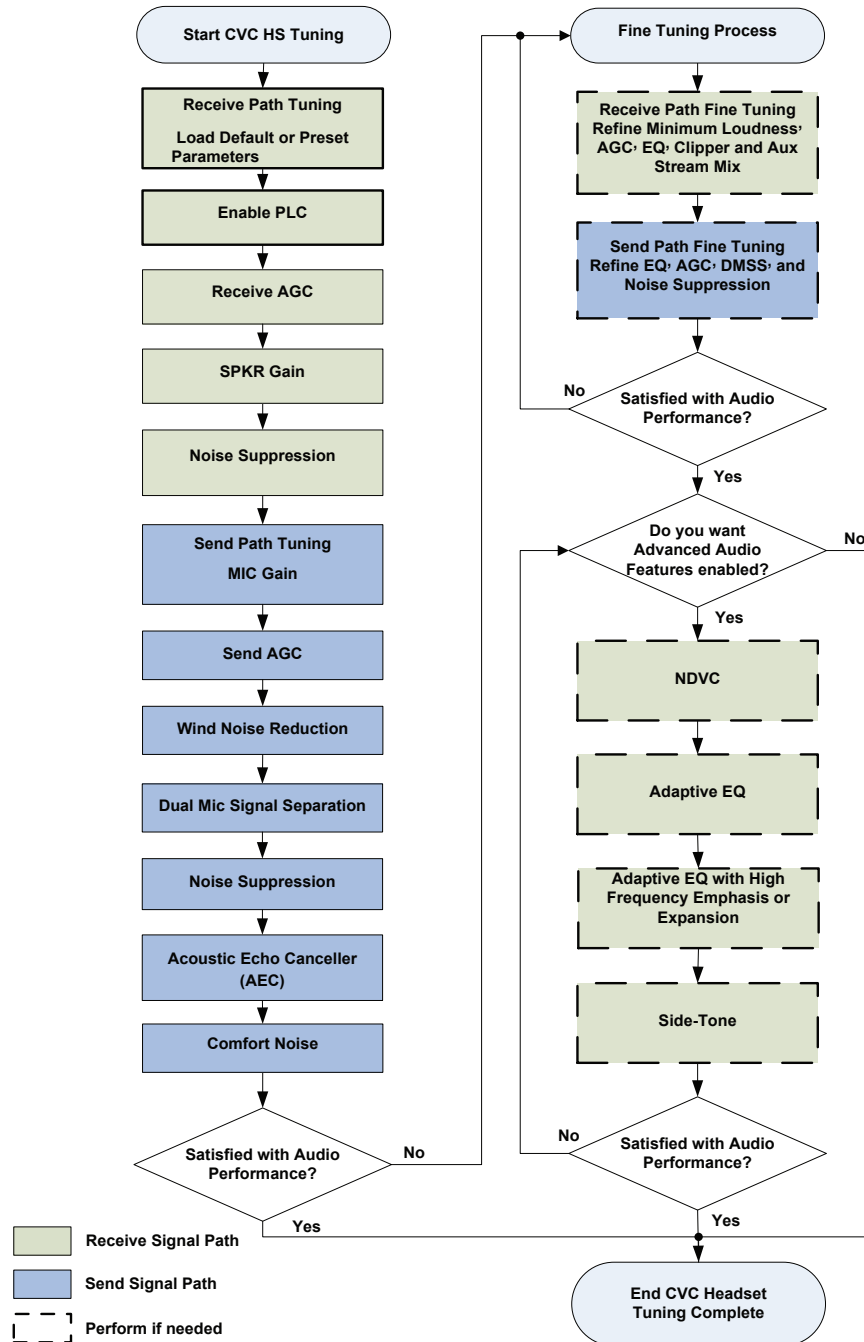 Start CVC HS Tuning
Receive Path Tuning
Load Default or Preset
Parameters
Enable PLC
Receive AGC
SPKR Gain
Noise Suppression
Send Path Tuning
MIC Gain
Send AGC
Wind Noise Reduction
Dual Mic Signal Separation
Noise Suppression
Acoustic Echo Canceller
(AEC)
Comfort Noise
Satisfied with Audio
Performance?
No
Yes
Fine Tuning Process
Receive Path Fine Tuning
Refine Minimum Loudness,
AGC, EQ, Clipper and Aux
Stream Mix
Send Path Fine Tuning
Refine EQ, AGC, DMSS, and
Noise Suppression
No
Satisfied with Audio
Performance?
Yes
Do you want
Advanced Audio
Features enabled?
No
Yes
NDVC
Adaptive EQ
Adaptive EQ with High
Frequency Emphasis or
Expansion
Side-Tone
No
Satisfied with Audio
Performance?
Yes
End CVC Headset
Tuning Complete
Receive Signal Path
Send Signal Path
Perform if needed